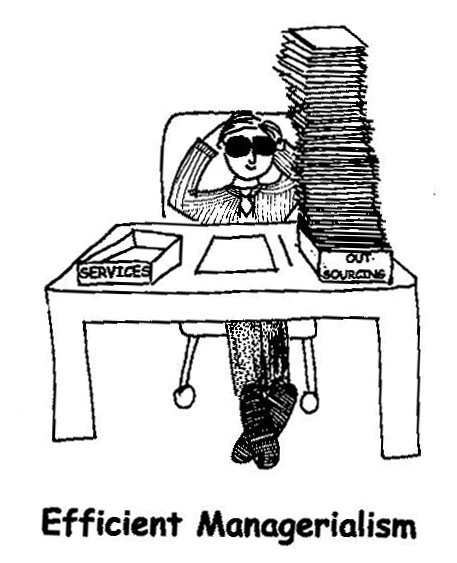 SERVICES
OUT-
SOURCING
Efficient Managerialism